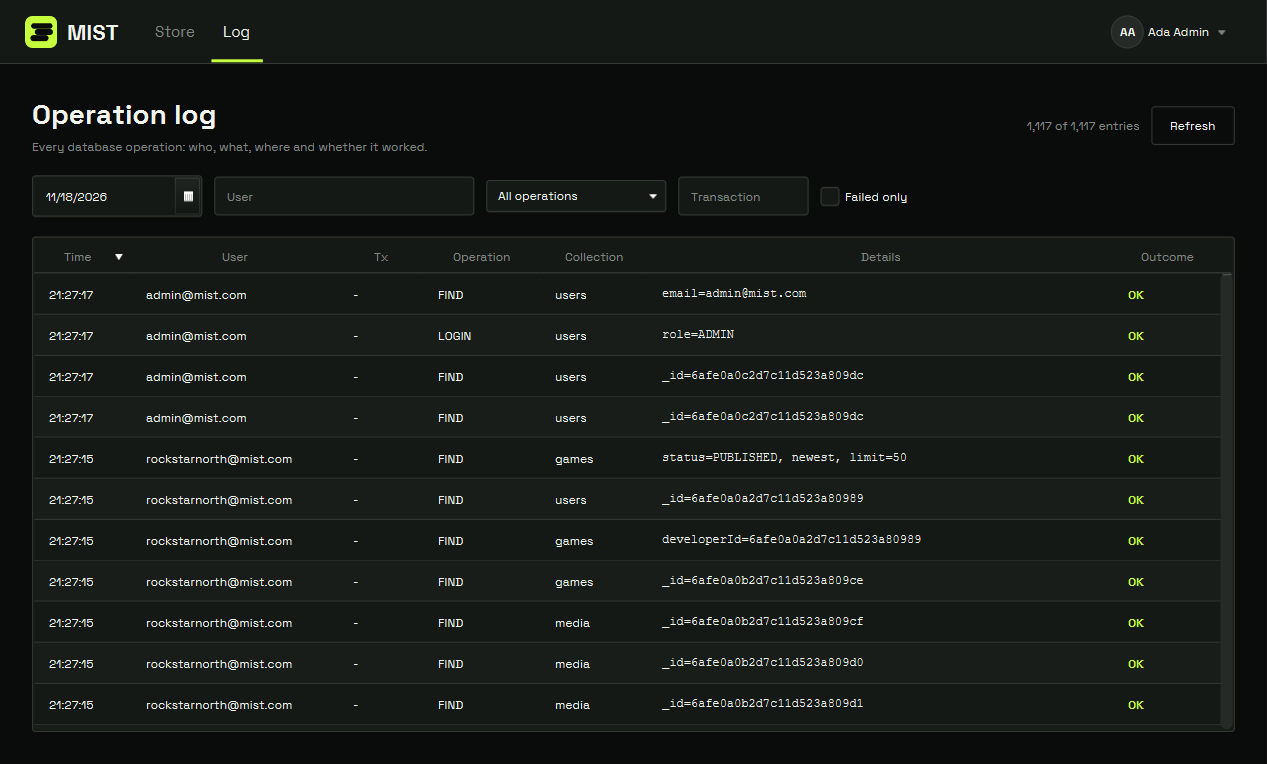 MIST Store Log AA Ada Admin
Operation log
1,117 of 1,117 entries Refresh
Every database operation: who, what, where and whether it worked.
11/18/2026 User All operations Transaction Failed only
Time User Tx Operation Collection Details Outcome
21:27:17 admin@mist.com - FIND users email=admin@mist.com OK
21:27:17 admin@mist.com - LOGIN users role=ADMIN OK
21:27:17 admin@mist.com - FIND users _id=6afe0a0c2d7c11d523a809dc OK
21:27:17 admin@mist.com - FIND users _id=6afe0a0c2d7c11d523a809dc OK
21:27:15 rockstarnorth@mist.com - FIND games status=PUBLISHED, newest, limit=50 OK
21:27:15 rockstarnorth@mist.com - FIND users _id=6afe0a0a2d7c11d523a80989 OK
21:27:15 rockstarnorth@mist.com - FIND games developerId=6afe0a0a2d7c11d523a80989 OK
21:27:15 rockstarnorth@mist.com - FIND games _id=6afe0a0b2d7c11d523a809ce OK
21:27:15 rockstarnorth@mist.com - FIND media _id=6afe0a0b2d7c11d523a809cf OK
21:27:15 rockstarnorth@mist.com - FIND media _id=6afe0a0b2d7c11d523a809d0 OK
21:27:15 rockstarnorth@mist.com - FIND media _id=6afe0a0b2d7c11d523a809d1 OK